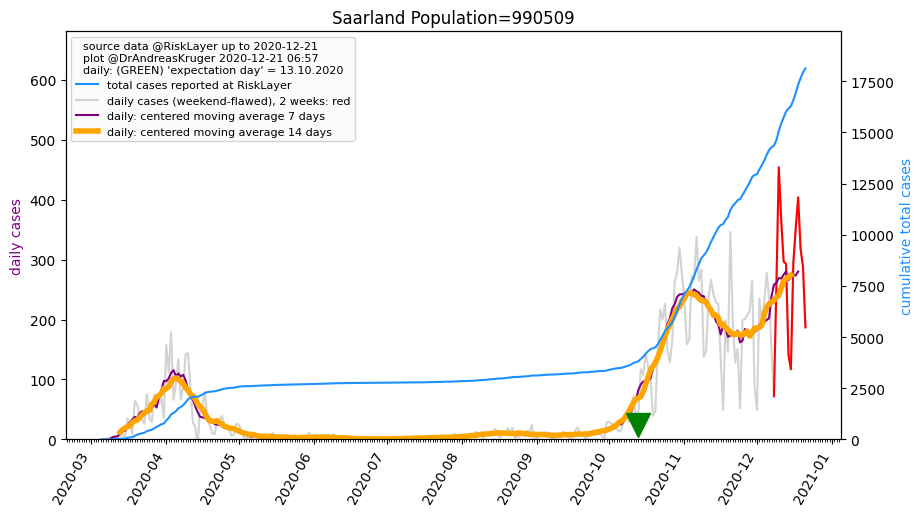 Saarland Population=990509
source data @RiskLayer up to 2020-12-21
plot @DrAndreasKruger 2020-12-21 06:57
daily: (GREEN) 'expectation day' = 13.10.2020
total cases reported at RiskLayer
daily cases (weekend-flawed), 2 weeks: red
daily: centered moving average 7 days
daily: centered moving average 14 days
daily cases
600
500
400
300
200
100
0
17500
15000
12500
10000
7500
5000
2500
0
cumulative total cases
2020-03
2020-04
2020-05
2020-06
2020-07
2020-08
2020-09
2020-10
2020-11
2020-12
2021-01